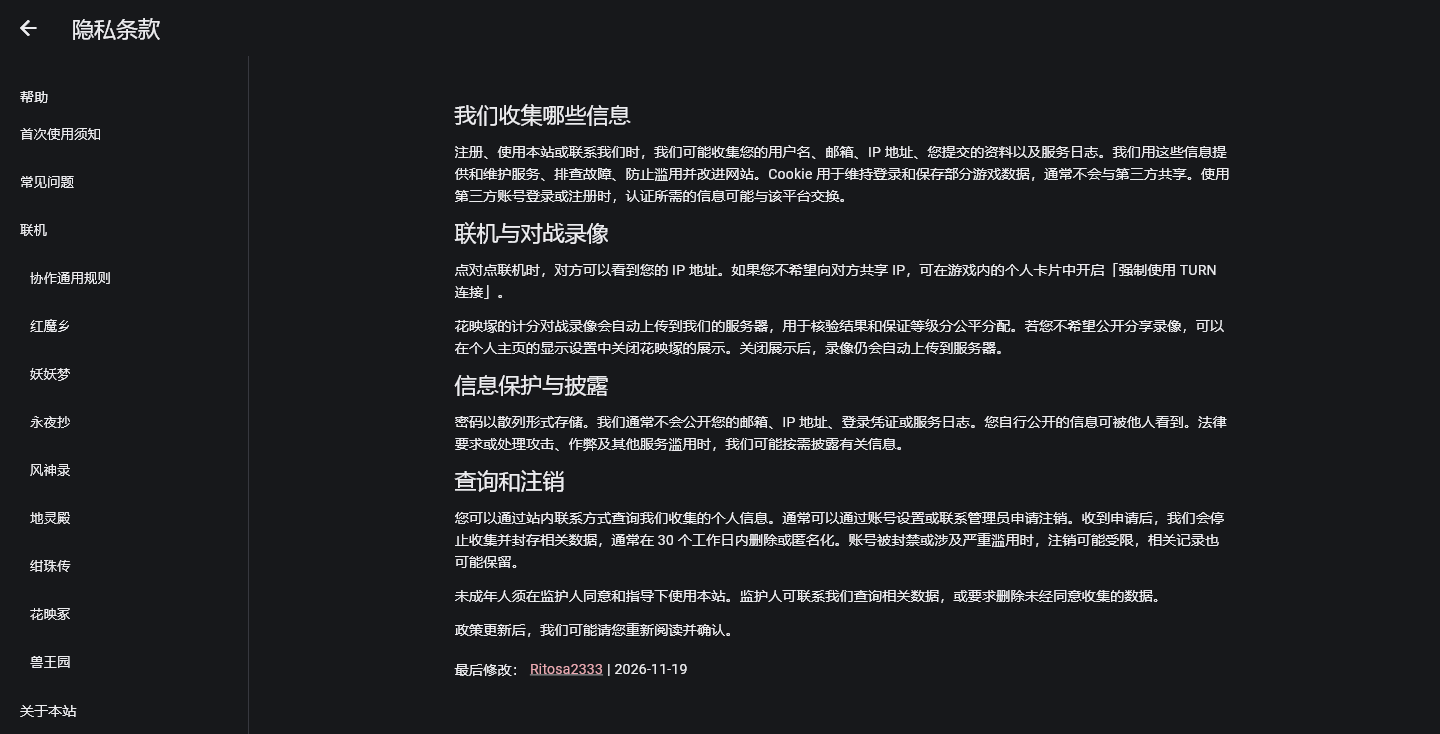 隐私条款
帮助
首次使用须知
常见问题
联机
协作通用规则
红魔乡
妖妖梦
永夜抄
风神录
地灵殿
绀珠传
花映冢
兽王园
关于本站
我们收集哪些信息
注册、使用本站或联系我们时，我们可能收集您的用户名、邮箱、IP 地址、您提交的资料以及服务日志。我们用这些信息提
供和维护服务、排查故障、防止滥用并改进网站。Cookie 用于维持登录和保存部分游戏数据，通常不会与第三方共享。使用
第三方账号登录或注册时，认证所需的信息可能与该平台交换。
联机与对战录像
点对点联机时，对方可以看到您的 IP 地址。如果您不希望向对方共享 IP，可在游戏内的个人卡片中开启「强制使用 TURN
连接」。
花映塚的计分对战录像会自动上传到我们的服务器，用于核验结果和保证等级分公平分配。若您不希望公开分享录像，可以
在个人主页的显示设置中关闭花映塚的展示。关闭展示后，录像仍会自动上传到服务器。
信息保护与披露
密码以散列形式存储。我们通常不会公开您的邮箱、IP 地址、登录凭证或服务日志。您自行公开的信息可被他人看到。法律
要求或处理攻击、作弊及其他服务滥用时，我们可能按需披露有关信息。
查询和注销
您可以通过站内联系方式查询我们收集的个人信息。通常可以通过账号设置或联系管理员申请注销。收到申请后，我们会停
止收集并封存相关数据，通常在 30 个工作日内删除或匿名化。账号被封禁或涉及严重滥用时，注销可能受限，相关记录也
可能保留。
未成年人须在监护人同意和指导下使用本站。监护人可联系我们查询相关数据，或要求删除未经同意收集的数据。
政策更新后，我们可能请您重新阅读并确认。
最后修改： Ritosa2333 | 2026-11-19